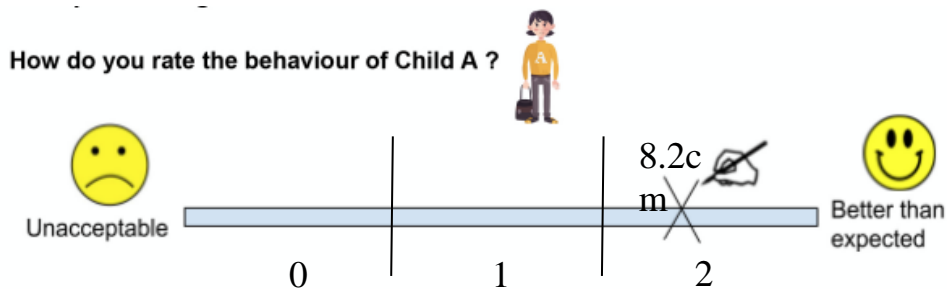 How do you rate the behaviour of Child A ?
A
8.2c
m
Unacceptable
Better than
expected
0
1
2